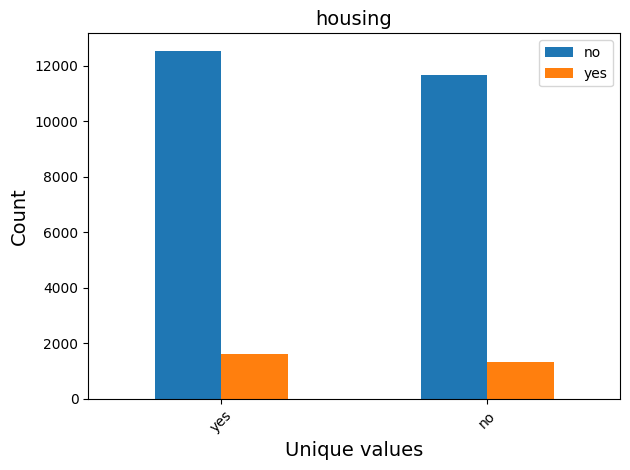 housing
no
yes
12000
10000
8000
6000
4000
2000
0
Count
yes
no
Unique values